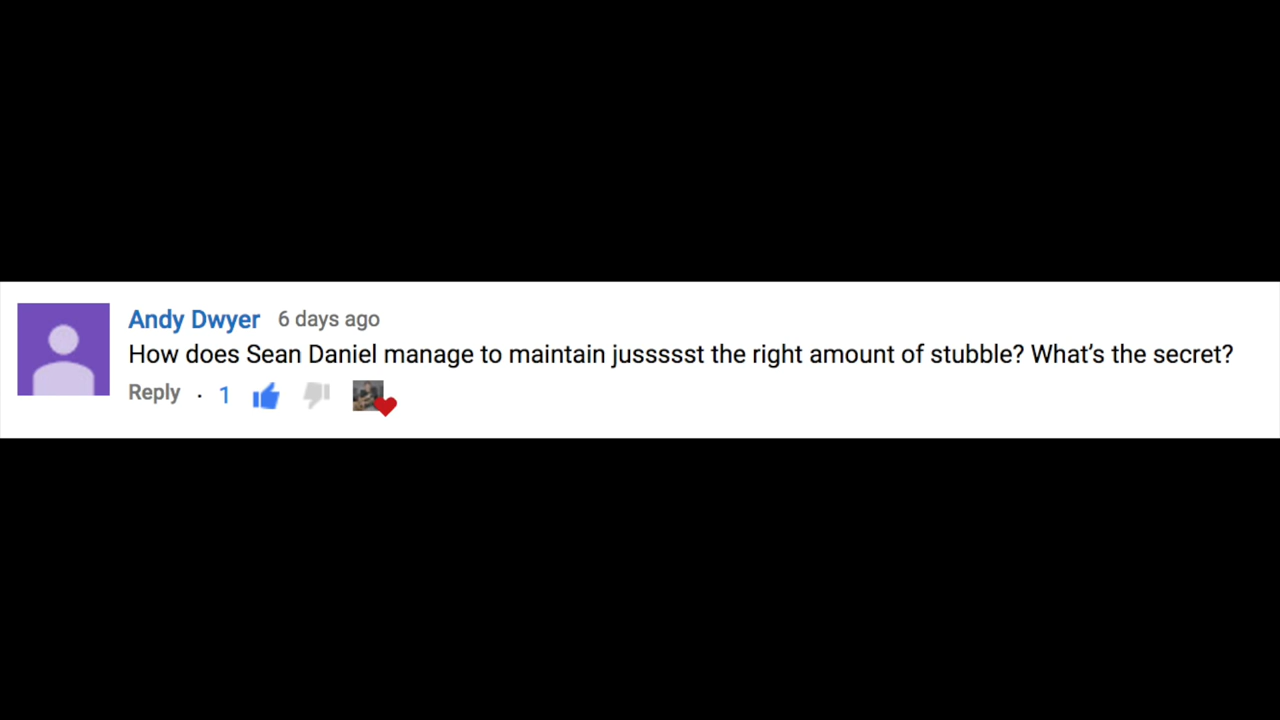 Andy Dwyer 6 days ago
How does Sean Daniel manage to maintain jussssst the right amount of stubble? What's the secret?
Reply · 1